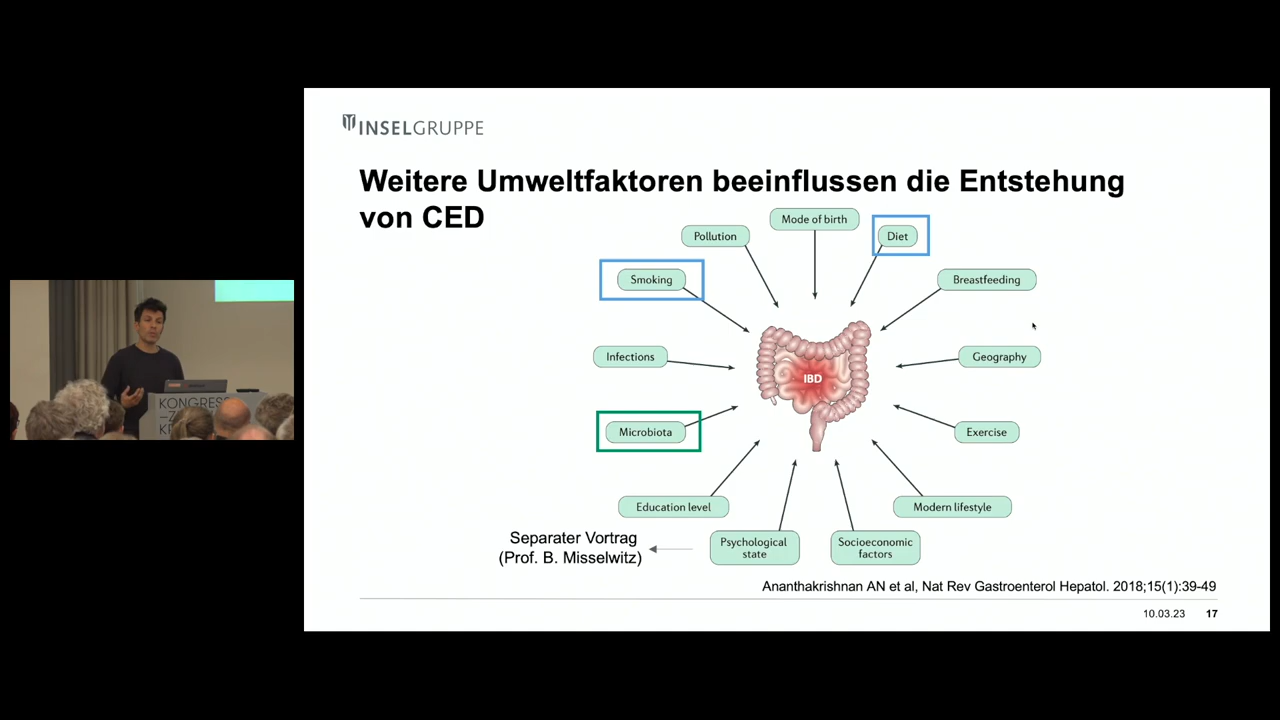 INSELGRUPPE
Weitere Umweltfaktoren beeinflussen die Entstehung
von CED
Mode of birth
Pollution
Diet
Smoking
Breastfeeding
Infections
Geography
IBD
Microbiota
Exercise
Education level
Modern lifestyle
Psychological
state
Socioeconomic
factors
Separater Vortrag
(Prof. B. Misselwitz)
Ananthakrishnan AN et al, Nat Rev Gastroenterol Hepatol. 2018;15(1):39-49
10.03.23 17
KONGRESS